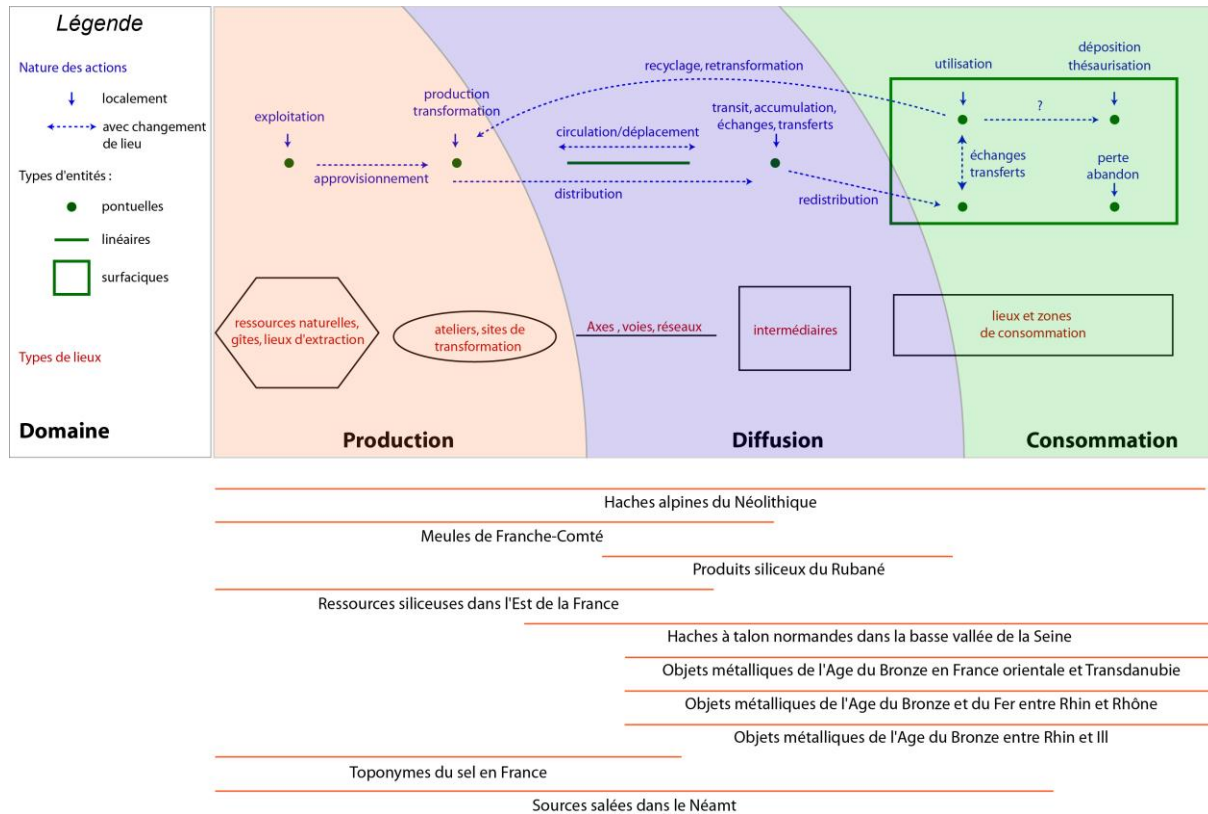 Légende
Nature des actions
localement
avec changement
de lieu
Types d'entités :
pontuelles
linéaires
surfaciques
Types de lieux
Domaine
exploitation
production
transformation
approvisionnement
recyclage, retransformation
circulation/déplacement
distribution
transit, accumulation,
échanges, transferts
redistribution
utilisation
déposition
thésaurisation
?
échanges
transferts
perte
abandon
ressources naturelles,
gîtes, lieux d'extraction
ateliers, sites de
transformation
Axes , voies, réseaux
intermédiaires
lieux et zones
de consommation
Production
Diffusion
Consommation
Haches alpines du Néolithique
Meules de Franche-Comté
Produits siliceux du Rubané
Ressources siliceuses dans l'Est de la France
Haches à talon normandes dans la basse vallée de la Seine
Objets métalliques de l'Age du Bronze en France orientale et Transdanubie
Objets métalliques de l'Age du Bronze et du Fer entre Rhin et Rhône
Objets métalliques de l'Age du Bronze entre Rhin et Ill
Toponymes du sel en France
Sources salées dans le Néamt